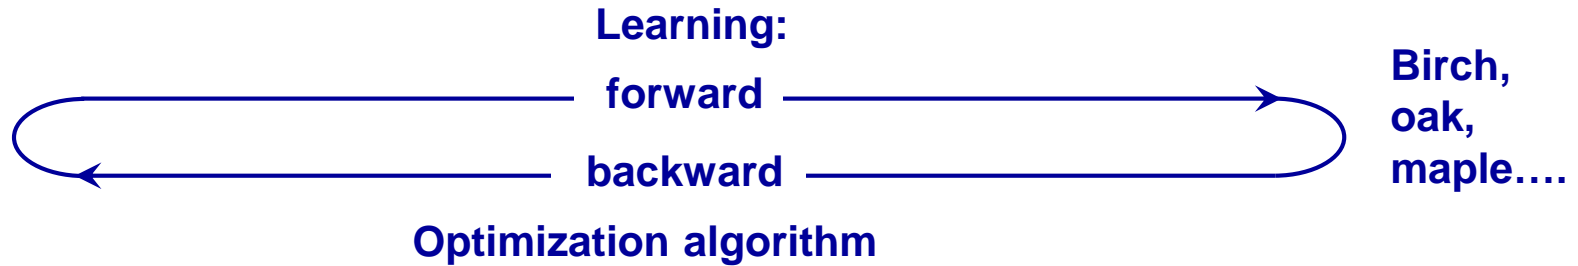 Learning:
forward
backward
Optimization algorithm
Birch,
oak,
maple….